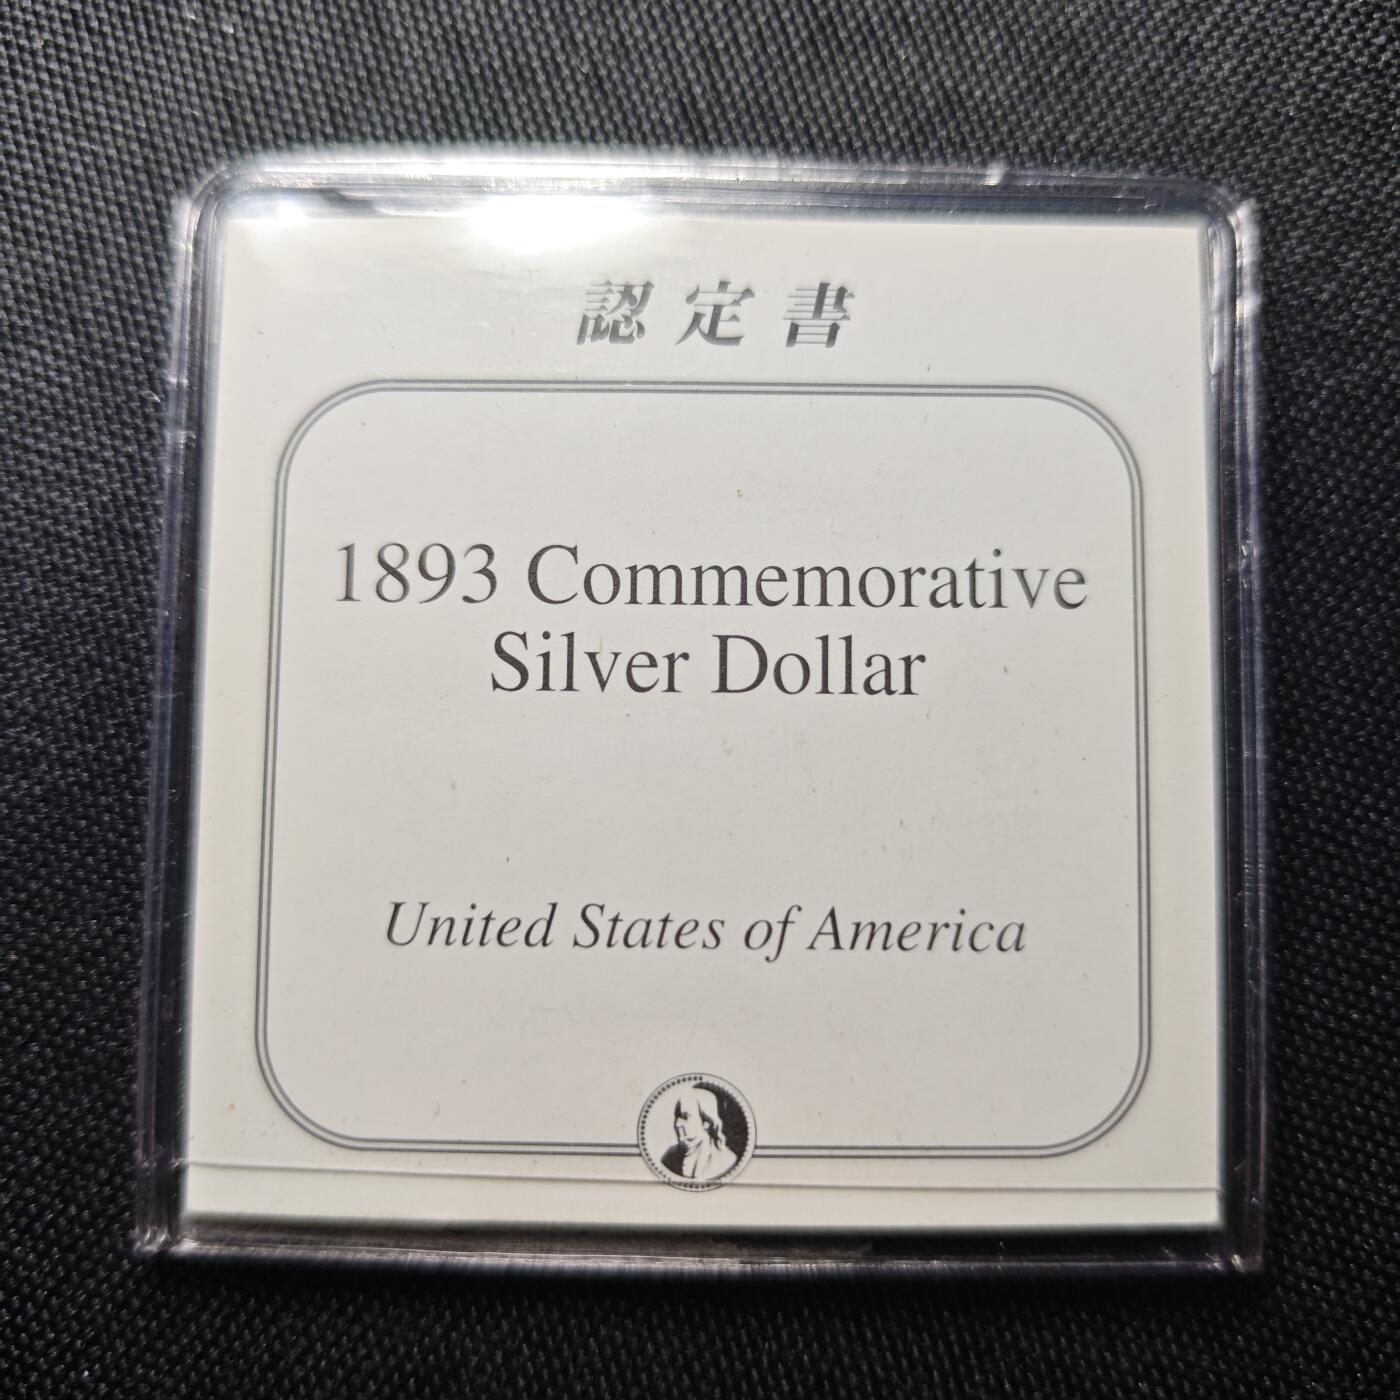 認定書
1893 Commemorative
Silver Dollar
United States of America